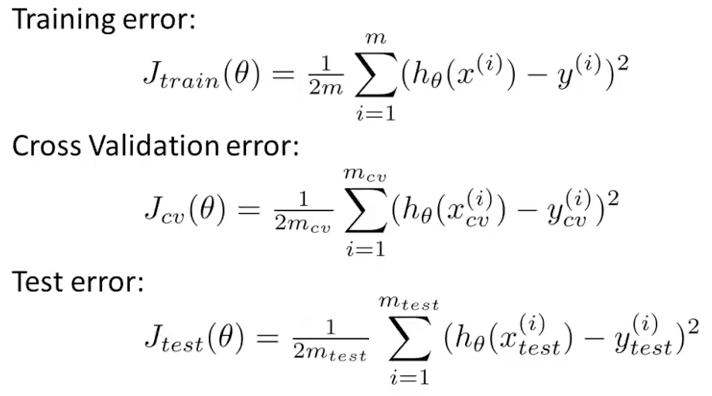 Training error:
J_{train}(θ) = \frac{1}{2m} \sum_{i=1}^{m} (h_θ(x^{(i)}) − y^{(i)})^2
Cross Validation error:
J_{cv}(θ) = \frac{1}{2m_{cv}} \sum_{i=1}^{m_{cv}} (h_θ(x_{cv}^{(i)}) − y_{cv}^{(i)})^2
Test error:
J_{test}(θ) = \frac{1}{2m_{test}} \sum_{i=1}^{m_{test}} (h_θ(x_{test}^{(i)}) − y_{test}^{(i)})^2